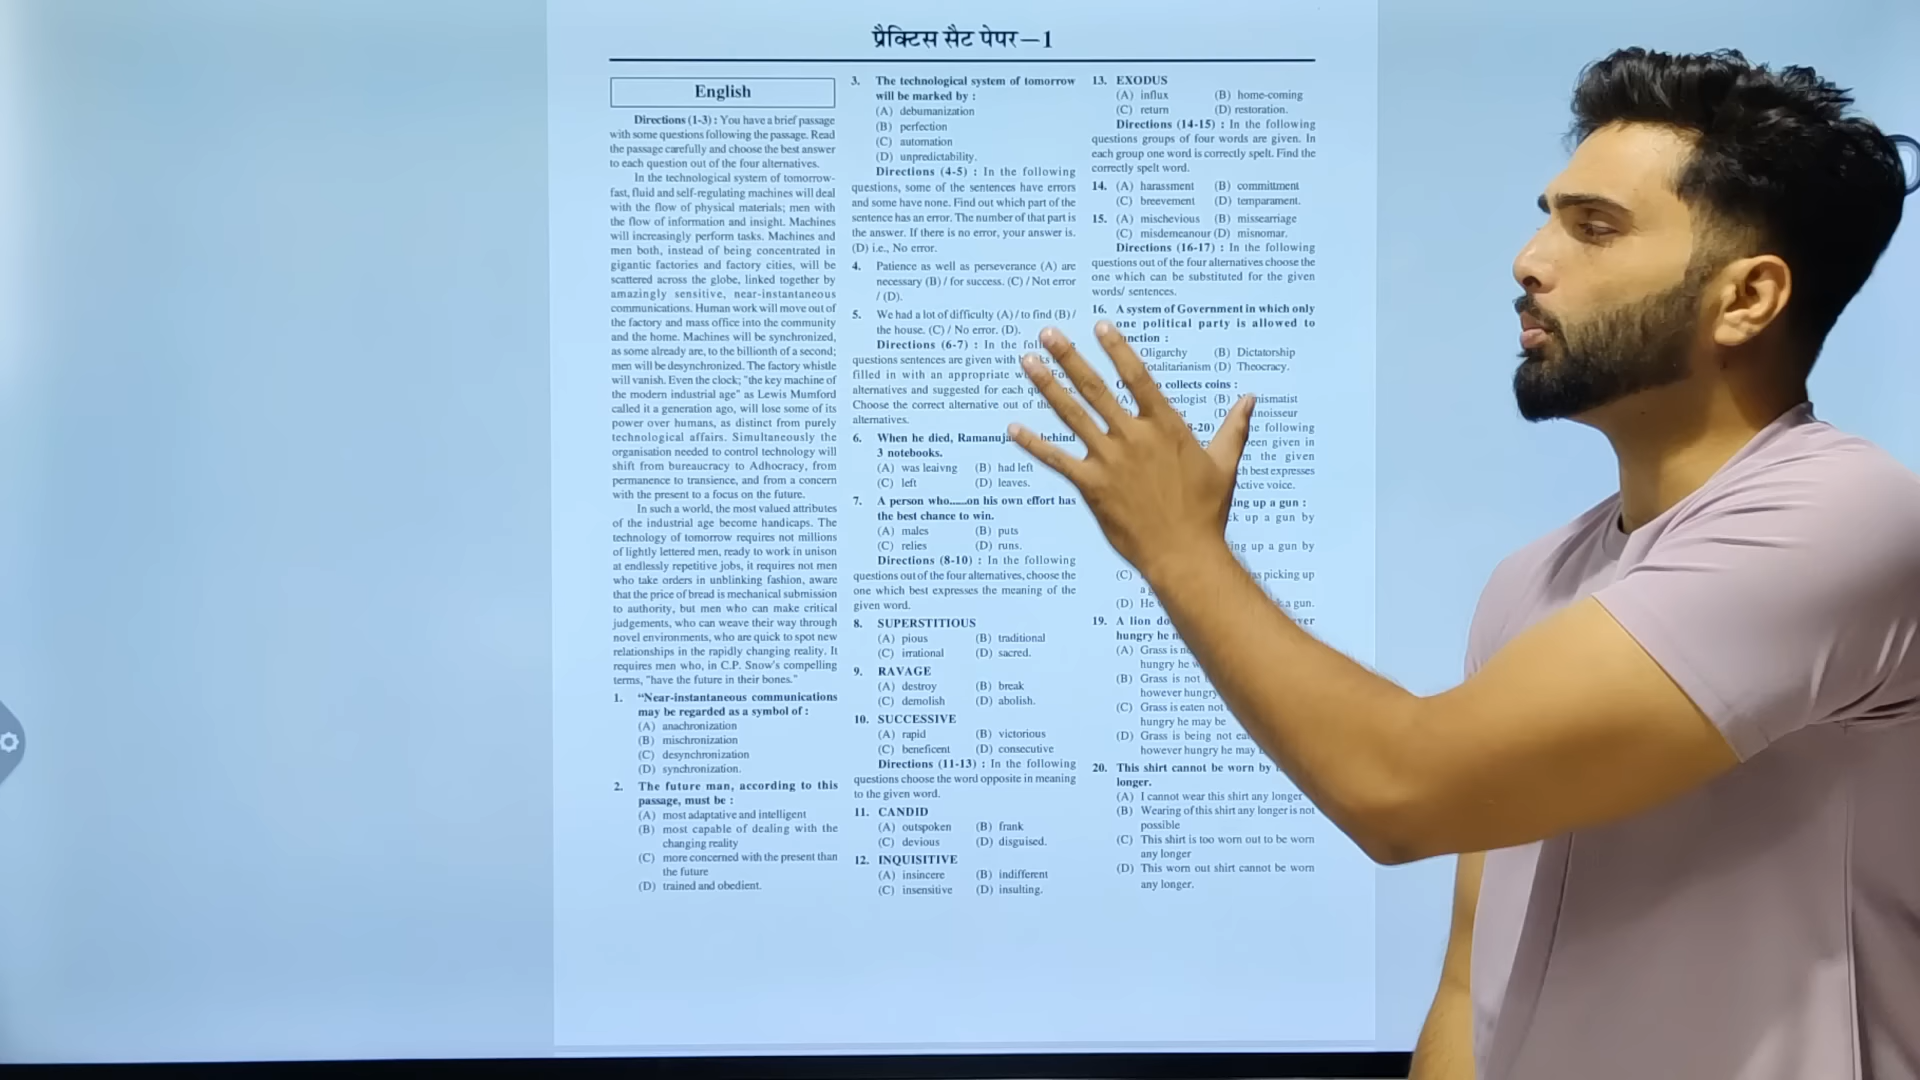 प्रैक्टिस सैट पेपर—1
English
Directions (1-3) : You have a brief passage
with some questions following the passage. Read
the passage carefully and choose the best answer
to each question out of the four alternatives.
In the technological system of tomorrow-
fast, fluid and self-regulating machines will deal
with the flow of physical materials; men with
the flow of information and insight. Machines
will increasingly perform tasks. Machines and
men both, instead of being concentrated in
gigantic factories and factory cities, will be
scattered across the globe, linked together by
amazingly sensitive, near-instantaneous
communications. Human work will move out of
the factory and mass office into the community
and the home. Machines will be synchronized,
as some already are, to the billionth of a second;
men will be desynchronized. The factory whistle
will vanish. Even the clock; "the key machine of
the modern industrial age" as Lewis Mumford
called it a generation ago, will lose some of its
power over humans, as distinct from purely
technological affairs. Simultaneously the
organisation needed to control technology will
shift from bureaucracy to Adhocracy, from
permanence to transience, and from a concern
with the present to a focus on the future.
In such a world, the most valued attributes
of the industrial age become handicaps. The
technology of tomorrow requires not millions
of lightly lettered men, ready to work in unison
at endlessly repetitive jobs, it requires not men
who take orders in unblinking fashion, aware
that the price of bread is mechanical submission
to authority, but men who can make critical
judgements, who can weave their way through
novel environments, who are quick to spot new
relationships in the rapidly changing reality. It
requires men who, in C.P. Snow's compelling
terms, "have the future in their bones."
1. "Near-instantaneous communications
may be regarded as a symbol of :
(A) anachronization
(B) mischronization
(C) desynchronization
(D) synchronization.
2. The future man, according to this
passage, must be :
(A) most adaptative and intelligent
(B) most capable of dealing with the
changing reality
(C) more concerned with the present than
the future
(D) trained and obedient.
3. The technological system of tomorrow
will be marked by :
(A) debumanization
(B) perfection
(C) automation
(D) unpredictability.
Directions (4-5) : In the following
questions, some of the sentences have errors
and some have none. Find out which part of the
sentence has an error. The number of that part is
the answer. If there is no error, your answer is.
(D) i.e., No error.
4. Patience as well as perseverance (A) are
necessary (B) / for success. (C) / Not error
/ (D).
5. We had a lot of difficulty (A) / to find (B) /
the house. (C) / No error. (D).
Directions (6-7) : In the
questions sentences are given with
filled in with an appropriate
alternatives and suggested for each
Choose the correct alternative out of
alternatives.
6. When he died, behind
3 notebooks.
(A) was leaivng (B) had left
(C) left (D) leaves.
7. A person who......on his own effort has
the best chance to win.
(A) males (B) puts
(C) relies (D) runs.
Directions (8-10) : In the following
questions out of the four alternatives, choose the
one which best expresses the meaning of the
given word.
8. SUPERSTITIOUS
(A) pious (B) traditional
(C) irrational (D) sacred.
9. RAVAGE
(A) destroy (B) break
(C) demolish (D) abolish.
10. SUCCESSIVE
(A) rapid (B) victorious
(C) beneficent (D) consecutive
Directions (11-13) : In the following
questions choose the word opposite in meaning
to the given word.
11. CANDID
(A) outspoken (B) frank
(C) devious (D) disguised.
12. INQUISITIVE
(A) insincere (B) indifferent
(C) insensitive (D) insulting.
13. EXODUS
(A) influx (B) home-coming
(C) return (D) restoration.
Directions (14-15) : In the following
questions groups of four words are given. In
each group one word is correctly spelt. Find the
correctly spelt word.
14. (A) harassment (B) committment
(C) breevement (D) temparament.
15. (A) mischevious (B) missearriage
(C) misdemeanour (D) misnomar.
Directions (16-17) : In the following
questions out of the four alternatives choose the
one which can be substituted for the given
words/ sentences.
16. A system of Government in which only
one political party is allowed to
Oligarchy (B) Dictatorship
(D) Theocracy.
collects coins :
(A) (B)
following
been given in
the given
best expresses
Active voice.
up a gun :
up a gun by
up a gun by
(C) picking up
a
(D) He a gun.
19. A lion
hungry he
(A) Grass is
hungry he
(B) Grass is not
however hungry
(C) Grass is eaten not
hungry he may be
(D) Grass is being not
however hungry he may
20. This shirt cannot be worn by
longer.
(A) I cannot wear this shirt any longer
(B) Wearing of this shirt any longer is not
possible
(C) This shirt is too worn out to be worn
any longer
(D) This worn out shirt cannot be worn
any longer.